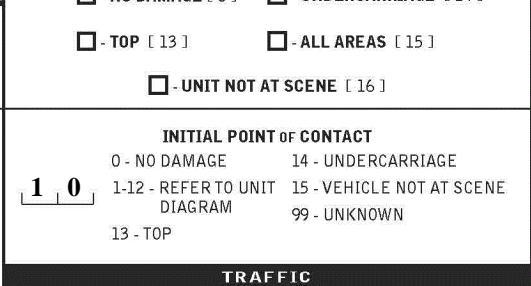 - TOP [ 13 ] - ALL AREAS [ 15 ]
- UNIT NOT AT SCENE [ 16 ]
INITIAL POINT OF CONTACT
0 - NO DAMAGE 14 - UNDERCARRIAGE
1 0 1-12 - REFER TO UNIT 15 - VEHICLE NOT AT SCENE
DIAGRAM 99 - UNKNOWN
13 - TOP
TRAFFIC